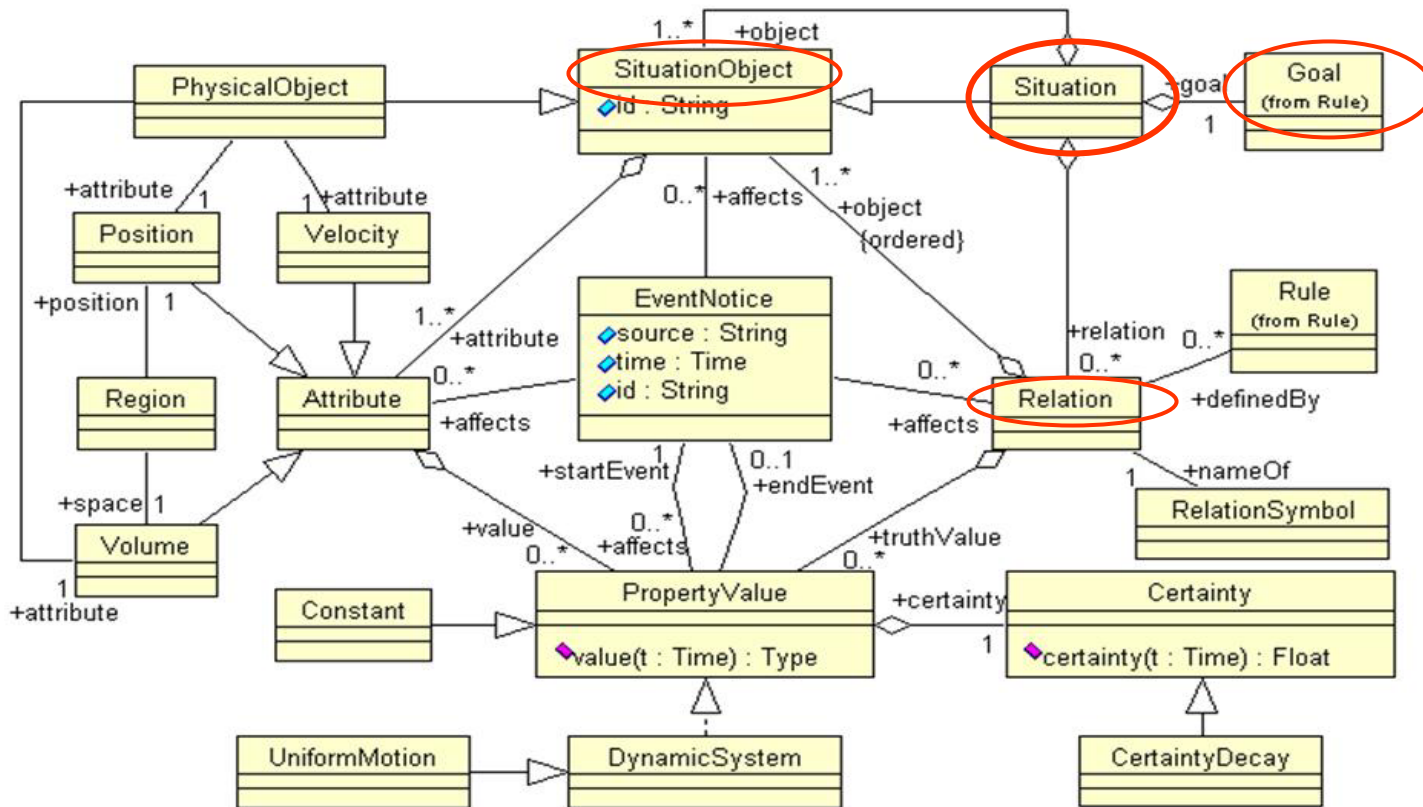 1..*
+object
SituationObject
id : String
PhysicalObject
Situation
+goal
1
Goal
(from Rule)
+attribute
1
+attribute
1
0..*
+affects
1..*
+object
{ordered}
Position
Velocity
+position
1
EventNotice
source : String
time : Time
id : String
Rule
(from Rule)
1..*
+attribute
+relation
0..*
0..*
+definedBy
Region
Attribute
0..*
+affects
0..*
+affects
Relation
+space
1
1
+startEvent
0..1
+endEvent
1
+nameOf
RelationSymbol
Volume
1
+attribute
+value
0..*
0..*
+affects
+truthValue
0..*
Constant
PropertyValue
value(t : Time) : Type
+certainty
1
Certainty
certainty(t : Time) : Float
UniformMotion
DynamicSystem
CertaintyDecay